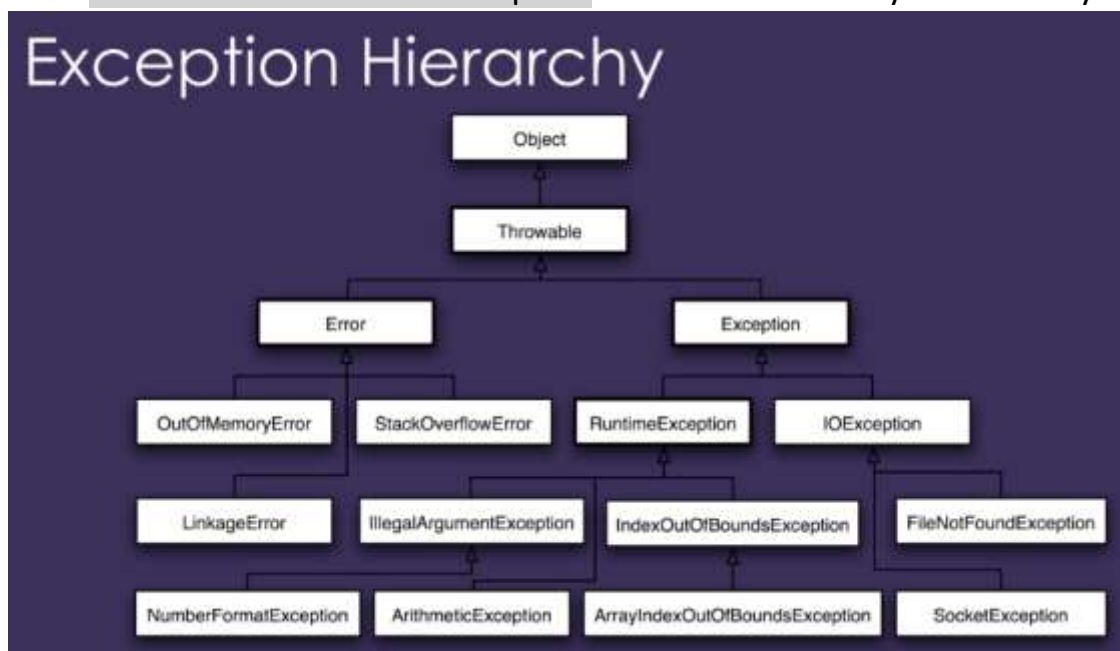 Exception Hierarchy
Object
Throwable
Error
Exception
OutOfMemoryError
StackOverflowError
RuntimeException
IOException
LinkageError
IllegalArgumentException
IndexOutOfBoundsException
FileNotFoundException
NumberFormatException
ArithmeticException
ArrayIndexOutOfBoundsException
SocketException